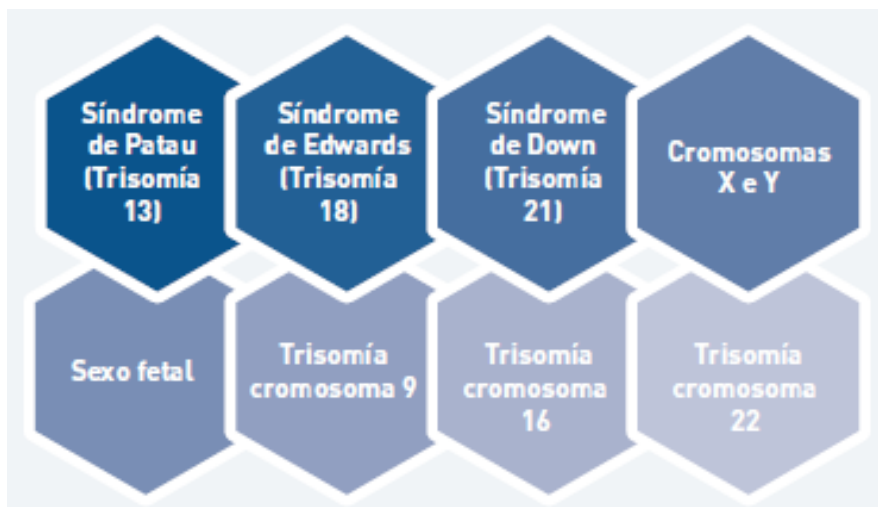 Síndrome
de Patau
(Trisomía
13)
Síndrome
de Edwards
(Trisomía
18)
Síndrome
de Down
(Trisomía
21)
Cromosomas
X e Y
Sexo fetal
Trisomía
cromosoma 9
Trisomía
cromosoma
16
Trisomía
cromosoma
22